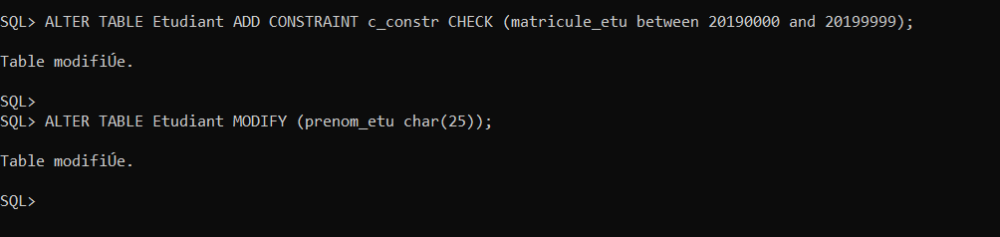 SQL> ALTER TABLE Etudiant ADD CONSTRAINT c_constr CHECK (matricule_etu between 20190000 and 20199999);
Table modifiÚe.
SQL>
SQL> ALTER TABLE Etudiant MODIFY (prenom_etu char(25));
Table modifiÚe.
SQL>